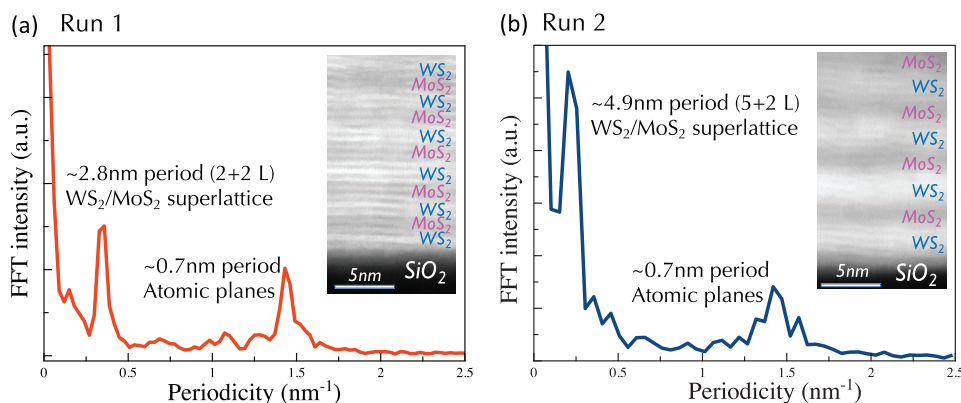 (a) Run 1
FFT intensity (a.u.)
~2.8nm period (2+2 L)
WS₂/MoS₂ superlattice
~0.7nm period
Atomic planes
WS₂
MoS₂
WS₂
MoS₂
WS₂
MoS₂
WS₂
MoS₂
WS₂
MoS₂
WS₂
5nm
SiO₂
0 0.5 1 1.5 2 2.5
Periodicity (nm⁻¹)
(b) Run 2
FFT intensity (a.u.)
~4.9nm period (5+2 L)
WS₂/MoS₂ superlattice
~0.7nm period
Atomic planes
MoS₂
WS₂
MoS₂
WS₂
MoS₂
WS₂
MoS₂
WS₂
5nm
SiO₂
0 0.5 1 1.5 2 2.5
Periodicity (nm⁻¹)